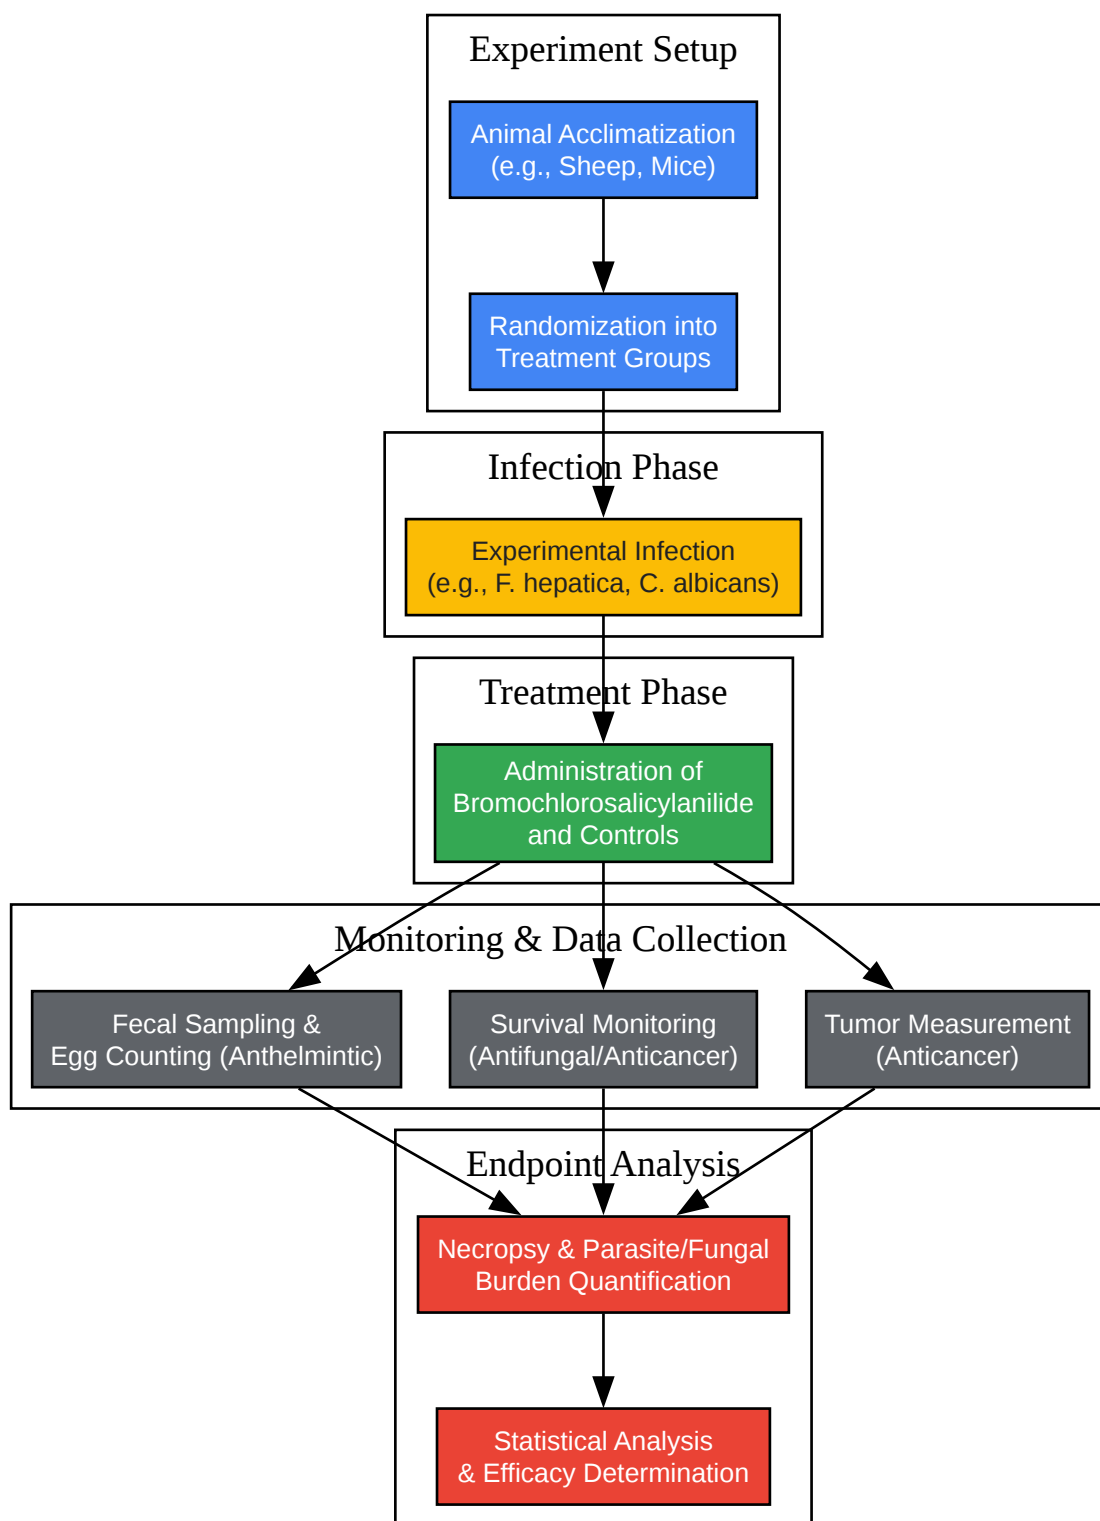 Experiment Setup
Animal Acclimatization
(e.g., Sheep, Mice)
Randomization into
Treatment Groups
Infection Phase
Experimental Infection
(e.g., F. hepatica, C. albicans)
Treatment Phase
Administration of
Bromochlorosalicylanilide
and Controls
Monitoring & Data Collection
Fecal Sampling &
Egg Counting (Anthelmintic)
Survival Monitoring
(Antifungal/Anticancer)
Tumor Measurement
(Anticancer)
Endpoint Analysis
Necropsy & Parasite/Fungal
Burden Quantification
Statistical Analysis
& Efficacy Determination